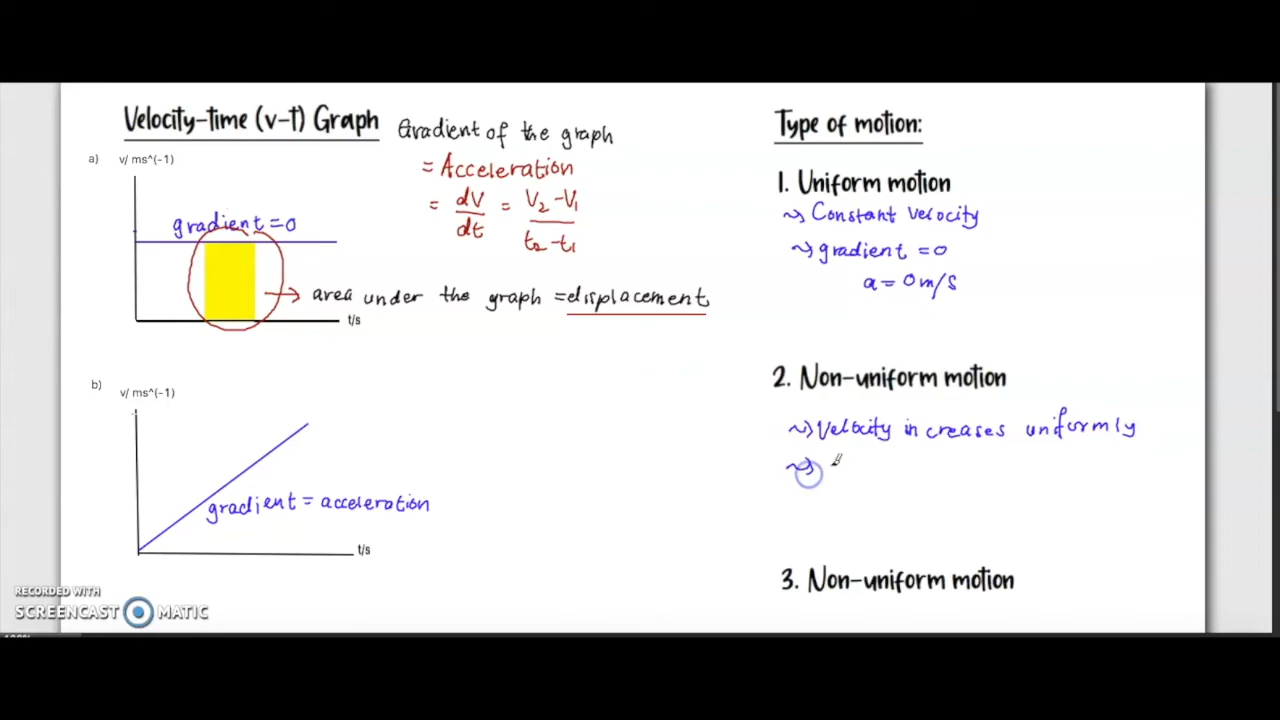 Velocity-time (v-t) Graph
Gradient of the graph
= Acceleration
= dV/dt = V2 - V1 / t2 - t1
a) v/ ms^(-1)
gradient = 0
→ area under the graph = displacement
t/s
b) v/ ms^(-1)
gradient = acceleration
t/s
Type of motion:
1. Uniform motion
~> Constant velocity
~> gradient = 0
a = 0 m/s
2. Non-uniform motion
~> Velocity increases uniformly
~>
3. Non-uniform motion
RECORDED WITH
SCREENCAST MATIC